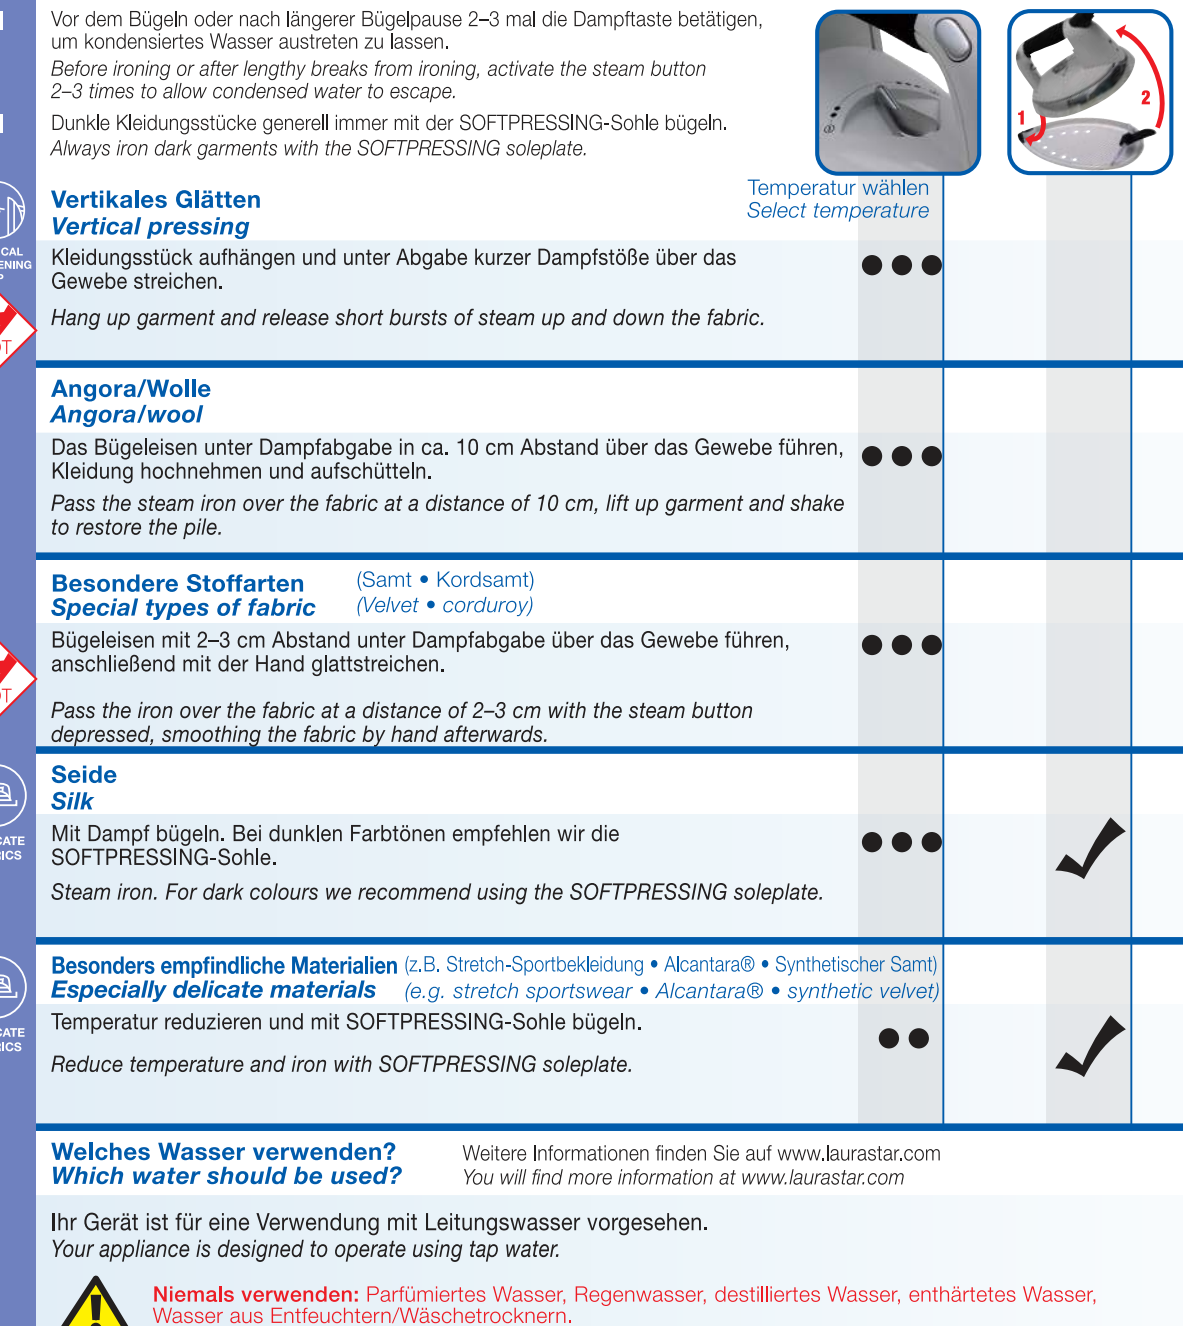 Vor dem Bügeln oder nach längerer Bügelpause 2–3 mal die Dampftaste betätigen,
um kondensiertes Wasser austreten zu lassen.
Before ironing or after lengthy breaks from ironing, activate the steam button
2–3 times to allow condensed water to escape.
Dunkle Kleidungsstücke generell immer mit der SOFTPRESSING-Sohle bügeln.
Always iron dark garments with the SOFTPRESSING soleplate.
1
2
Vertikales Glätten
Vertical pressing
Temperatur wählen
Select temperature
Kleidungsstück aufhängen und unter Abgabe kurzer Dampfstöße über das
Gewebe streichen.
● ● ●
Hang up garment and release short bursts of steam up and down the fabric.
Angora/Wolle
Angora/wool
Das Bügeleisen unter Dampfabgabe in ca. 10 cm Abstand über das Gewebe führen,
Kleidung hochnehmen und aufschütteln.
● ● ●
Pass the steam iron over the fabric at a distance of 10 cm, lift up garment and shake
to restore the pile.
Besondere Stoffarten (Samt • Kordsamt)
Special types of fabric (Velvet • corduroy)
Bügeleisen mit 2–3 cm Abstand unter Dampfabgabe über das Gewebe führen,
anschließend mit der Hand glattstreichen.
● ● ●
Pass the iron over the fabric at a distance of 2–3 cm with the steam button
depressed, smoothing the fabric by hand afterwards.
Seide
Silk
Mit Dampf bügeln. Bei dunklen Farbtönen empfehlen wir die
SOFTPRESSING-Sohle.
● ● ●
Steam iron. For dark colours we recommend using the SOFTPRESSING soleplate.
Besonders empfindliche Materialien (z.B. Stretch-Sportbekleidung • Alcantara® • Synthetischer Samt)
Especially delicate materials (e.g. stretch sportswear • Alcantara® • synthetic velvet)
Temperatur reduzieren und mit SOFTPRESSING-Sohle bügeln.
● ●
Reduce temperature and iron with SOFTPRESSING soleplate.
Welches Wasser verwenden? Weitere Informationen finden Sie auf www.laurastar.com
Which water should be used? You will find more information at www.laurastar.com
Ihr Gerät ist für eine Verwendung mit Leitungswasser vorgesehen.
Your appliance is designed to operate using tap water.
Niemals verwenden: Parfümiertes Wasser, Regenwasser, destilliertes Wasser, enthärtetes Wasser,
Wasser aus Entfeuchtern/Wäschetrocknern.